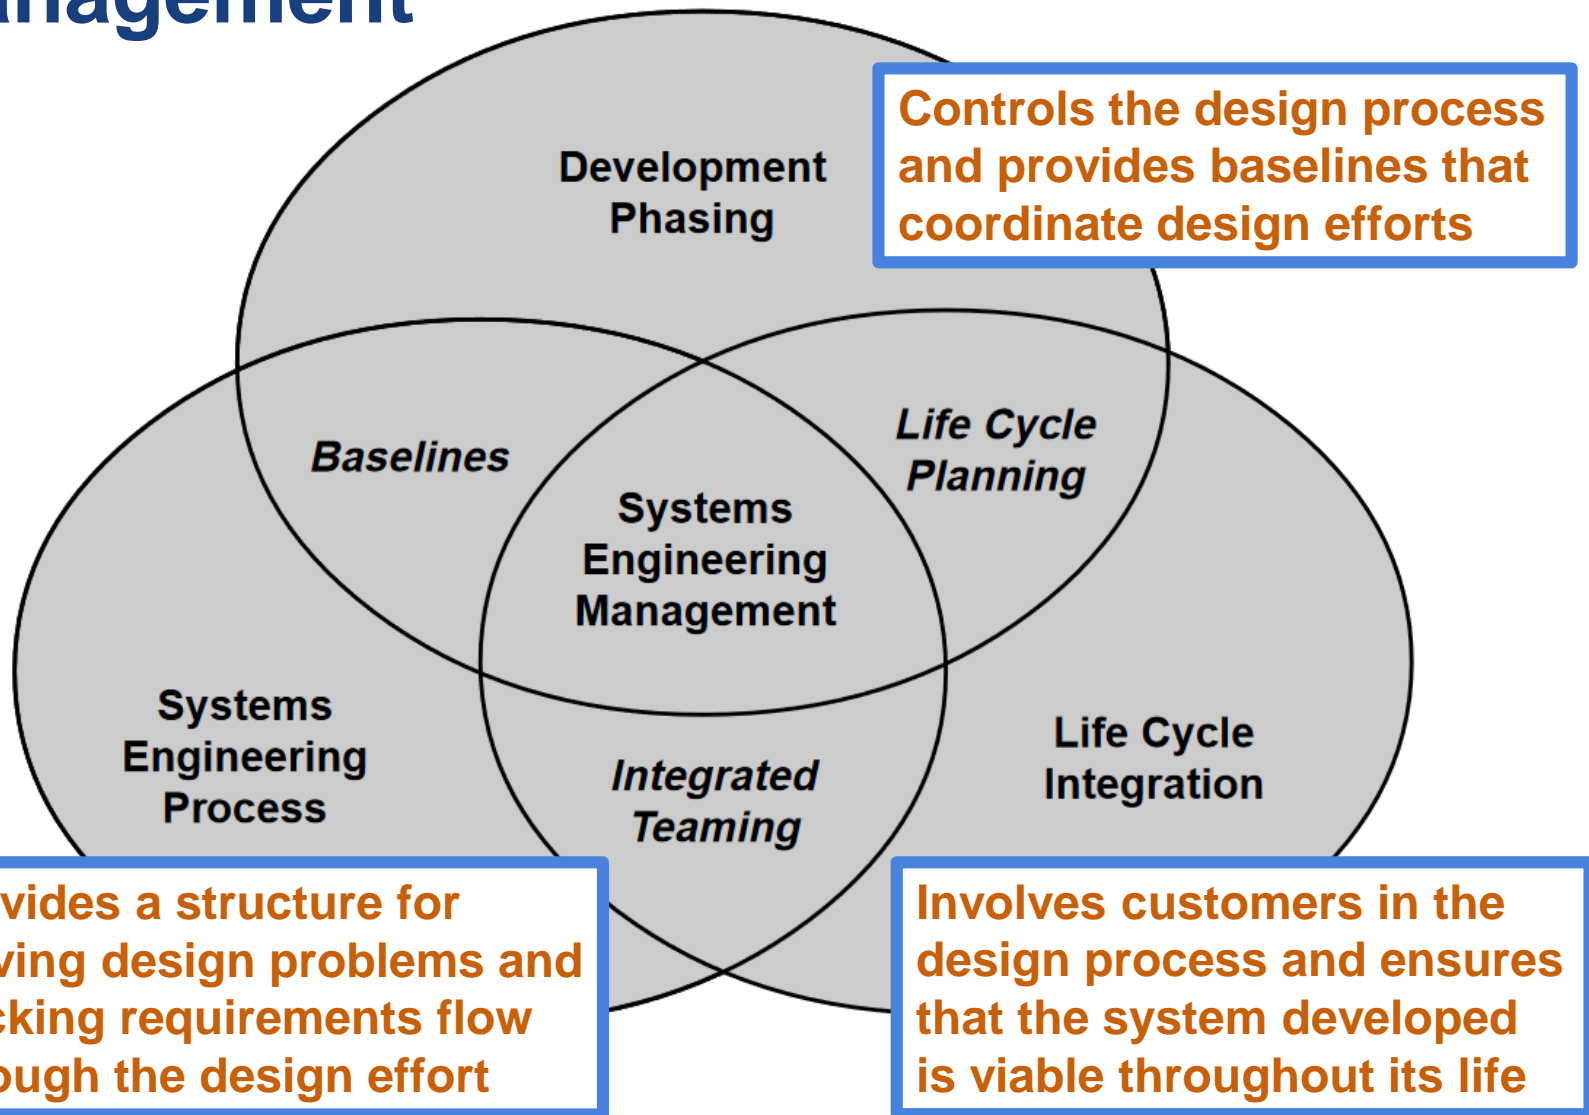 anagement
Controls the design process
and provides baselines that
coordinate design efforts
Development
Phasing
Life Cycle
Planning
Baselines
Systems
Engineering
Management
Systems
Engineering
Process
Life Cycle
Integration
Integrated
Teaming
vides a structure for
ving design problems and
cking requirements flow
ough the design effort
Involves customers in the
design process and ensures
that the system developed
is viable throughout its life